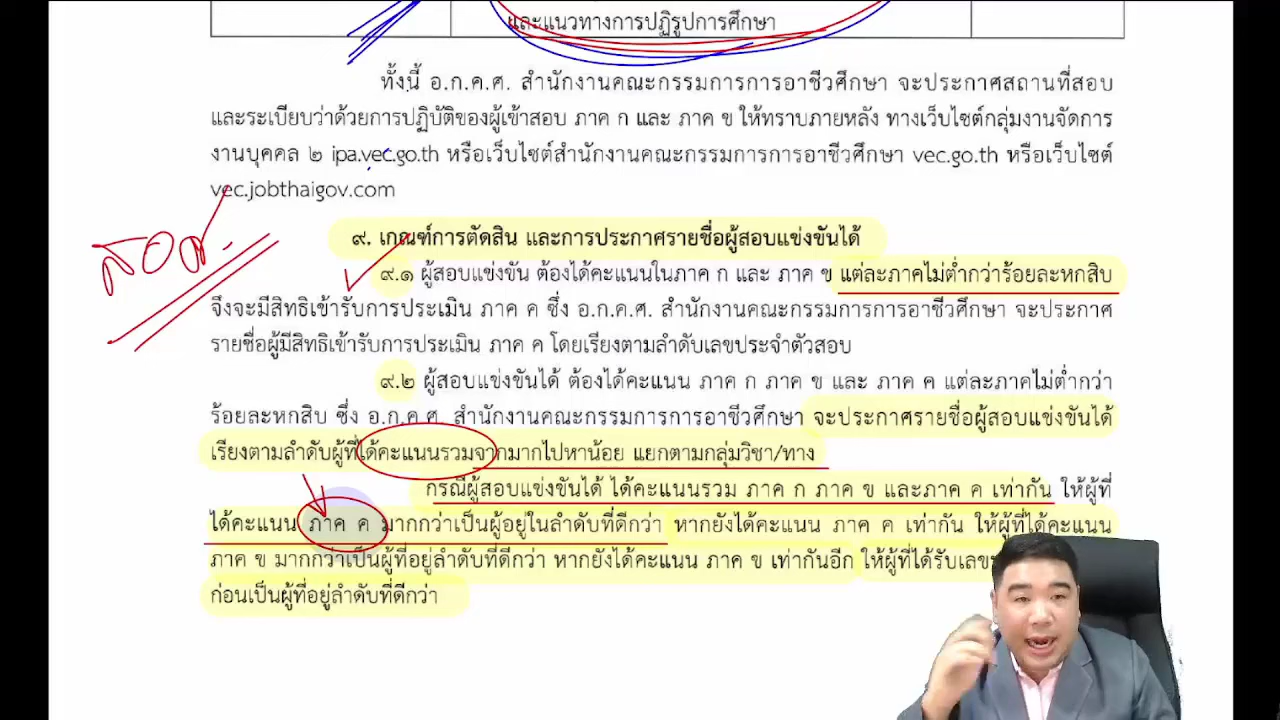 และแนวทางการปฏิรูปการศึกษา
ทั้งนี้ อ.ก.ค.ศ. สำนักงานคณะกรรมการการอาชีวศึกษา จะประกาศสถานที่สอบ
และระเบียบว่าด้วยการปฏิบัติของผู้เข้าสอบ ภาค ก และ ภาค ข ให้ทราบภายหลัง ทางเว็บไซต์กลุ่มงานจัดการ
งานบุคคล ๒ ipa.vec.go.th หรือเว็บไซต์สำนักงานคณะกรรมการการอาชีวศึกษา vec.go.th หรือเว็บไซต์
vec.jobthaigov.com
๙. เกณฑ์การตัดสิน และการประกาศรายชื่อผู้สอบแข่งขันได้
๙.๑ ผู้สอบแข่งขัน ต้องได้คะแนนในภาค ก และ ภาค ข แต่ละภาคไม่ต่ำกว่าร้อยละหกสิบ
จึงจะมีสิทธิเข้ารับการประเมิน ภาค ค ซึ่ง อ.ก.ค.ศ. สำนักงานคณะกรรมการการอาชีวศึกษา จะประกาศ
รายชื่อผู้มีสิทธิเข้ารับการประเมิน ภาค ค โดยเรียงตามลำดับเลขประจำตัวสอบ
๙.๒ ผู้สอบแข่งขันได้ ต้องได้คะแนน ภาค ก ภาค ข และ ภาค ค แต่ละภาคไม่ต่ำกว่า
ร้อยละหกสิบ ซึ่ง อ.ก.ค.ศ. สำนักงานคณะกรรมการการอาชีวศึกษา จะประกาศรายชื่อผู้สอบแข่งขันได้
เรียงตามลำดับผู้ที่ได้คะแนนรวมจากมากไปหาน้อย แยกตามกลุ่มวิชา/ทาง
กรณีผู้สอบแข่งขันได้ ได้คะแนนรวม ภาค ก ภาค ข และภาค ค เท่ากัน ให้ผู้ที่
ได้คะแนน ภาค ค มากกว่าเป็นผู้อยู่ในลำดับที่ดีกว่า หากยังได้คะแนน ภาค ค เท่ากัน ให้ผู้ที่ได้คะแนน
ภาค ข มากกว่าเป็นผู้ที่อยู่ลำดับที่ดีกว่า หากยังได้คะแนน ภาค ข เท่ากันอีก ให้ผู้ที่ได้รับเลข
ก่อนเป็นผู้ที่อยู่ลำดับที่ดีกว่า